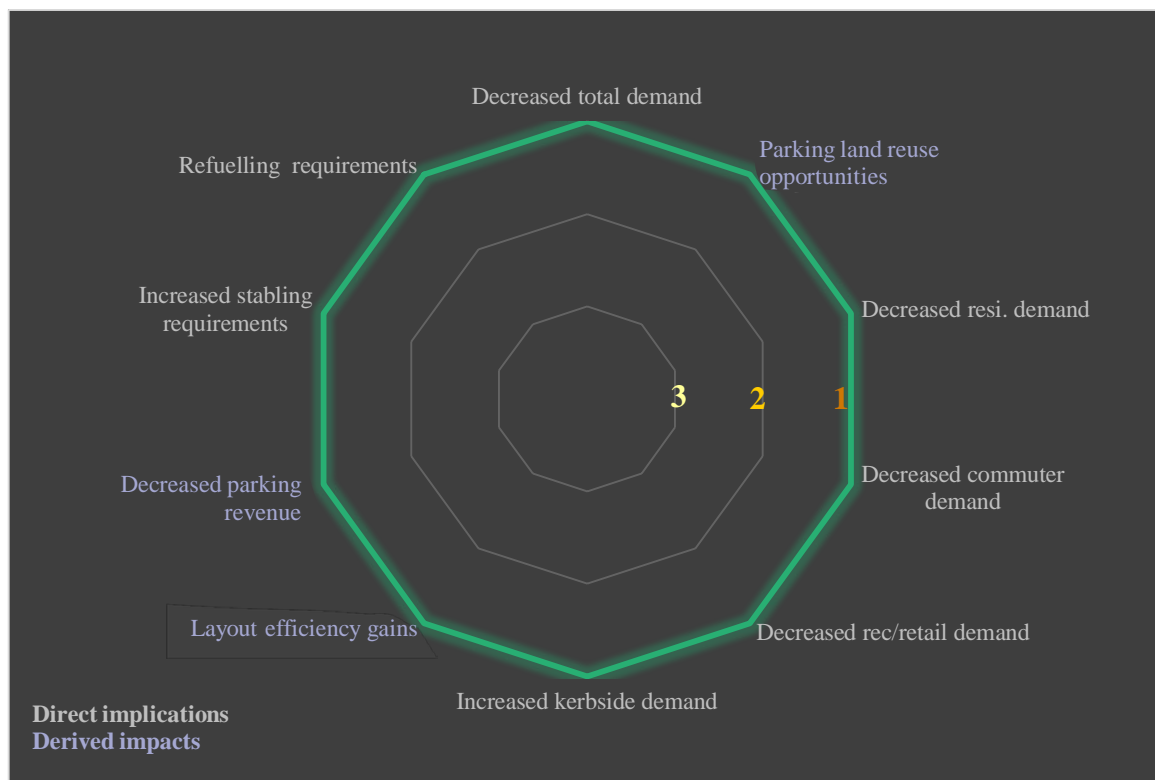 Decreased total demand
Parking land reuse
opportunities
Refuelling requirements
Increased stabling
requirements
Decreased resi. demand
3
2
1
Decreased parking
revenue
Decreased commuter
demand
Layout efficiency gains
Decreased rec/retail demand
Increased kerbside demand
Direct implications
Derived impacts